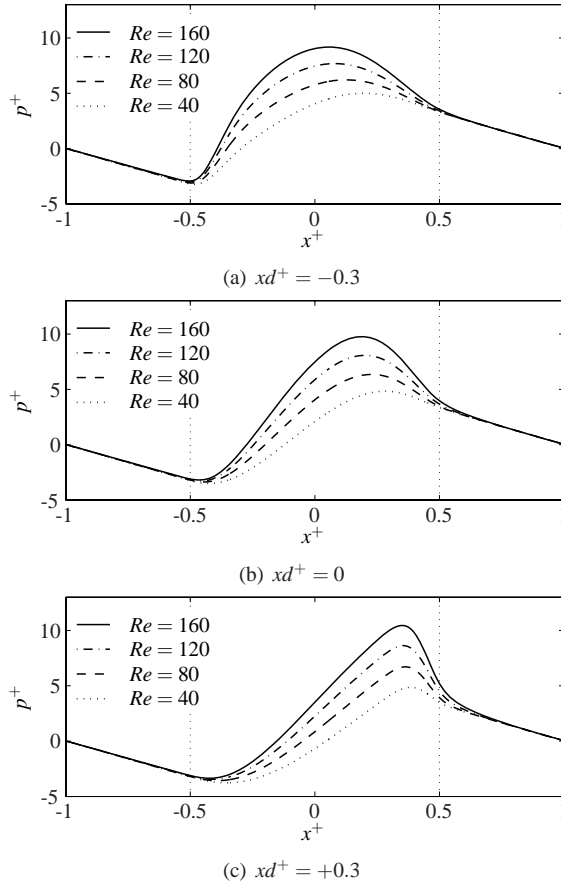 10
5
0
-5
p⁺
Re = 160
Re = 120
Re = 80
Re = 40
-1
-0.5
0
0.5
x⁺
(a) xd⁺ = −0.3
10
5
0
-5
p⁺
Re = 160
Re = 120
Re = 80
Re = 40
-1
-0.5
0
0.5
x⁺
(b) xd⁺ = 0
10
5
0
-5
p⁺
Re = 160
Re = 120
Re = 80
Re = 40
-1
-0.5
0
0.5
x⁺
(c) xd⁺ = +0.3